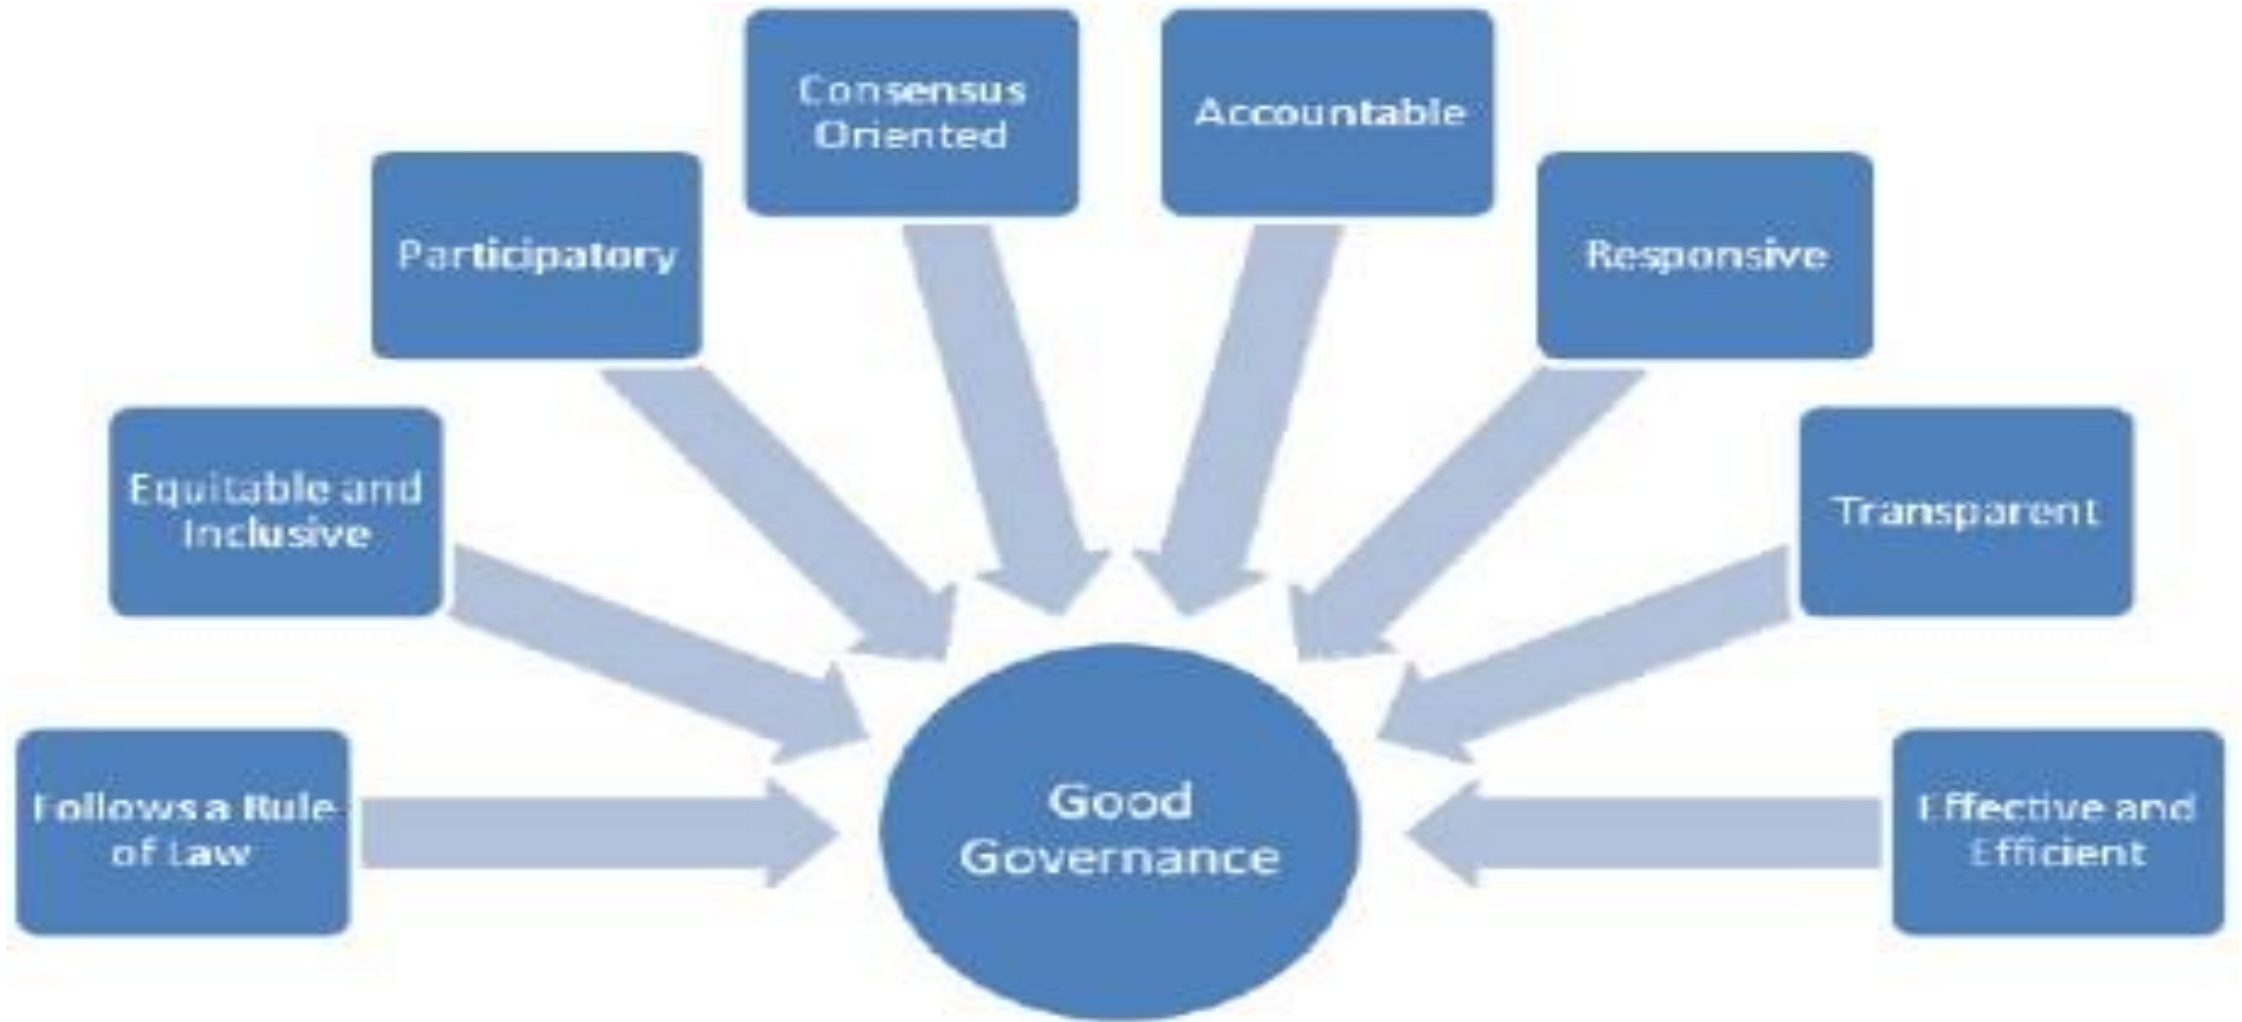 Consensus
Oriented
Accountable
Participatory
Responsive
Equitable and
Inclusive
Transparent
Follows a Rule
of Law
Good
Governance
Effective and
Efficient